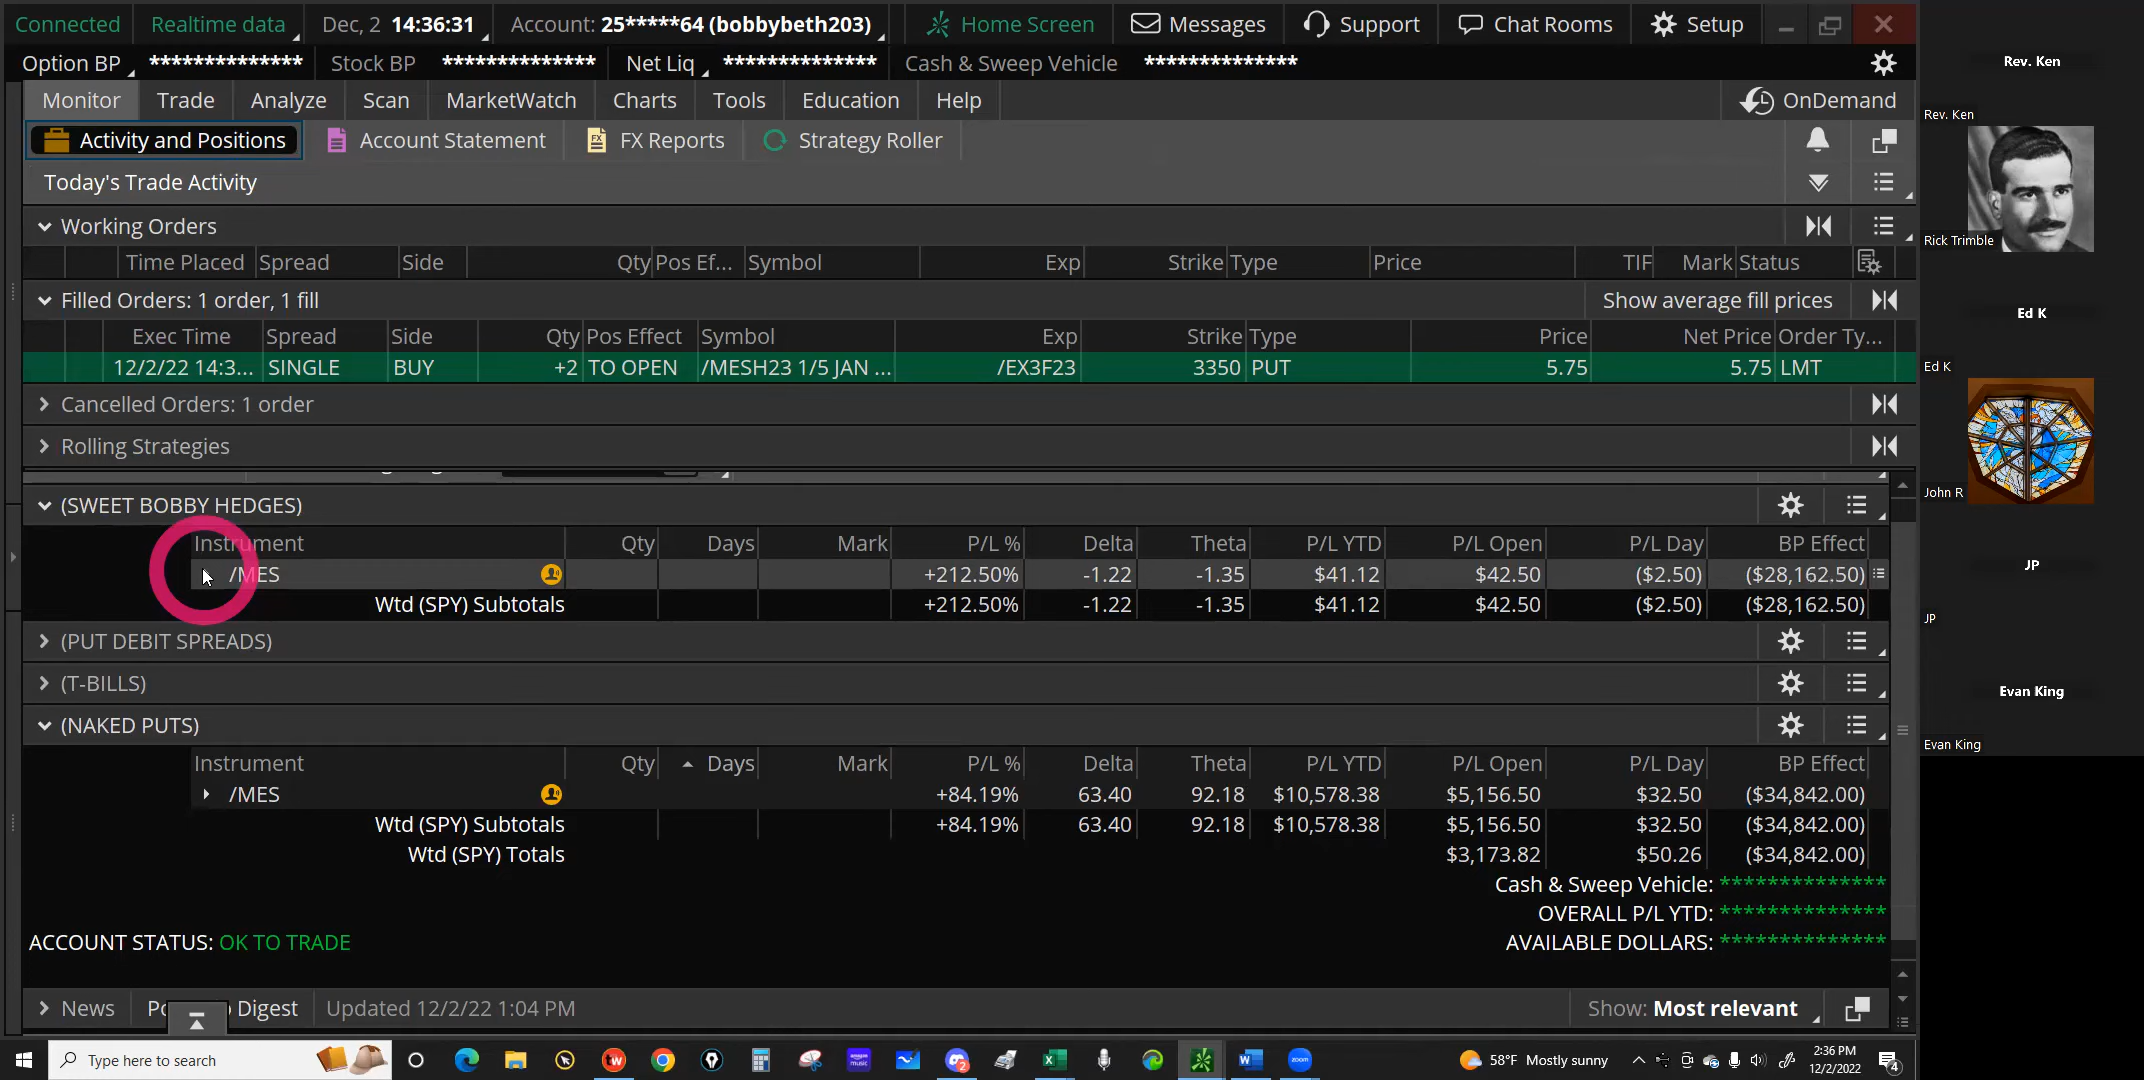 Connected Realtime data Dec, 2 14:36:31 Account: 25*****64 (bobbybeth203) Home Screen Messages Support Chat Rooms Setup
Option BP ************** Stock BP ************** Net Liq ************** Cash & Sweep Vehicle **************
Monitor Trade Analyze Scan MarketWatch Charts Tools Education Help OnDemand
Activity and Positions Account Statement FX Reports Strategy Roller
Today's Trade Activity
Working Orders
Time Placed Spread Side Qty Pos Ef... Symbol Exp Strike Type Price TIF Mark Status
Filled Orders: 1 order, 1 fill Show average fill prices
Exec Time Spread Side Qty Pos Effect Symbol Exp Strike Type Price Net Price Order Ty...
12/2/22 14:3... SINGLE BUY +2 TO OPEN /MESH23 1/5 JAN ... /EX3F23 3350 PUT 5.75 5.75 LMT
Cancelled Orders: 1 order
Rolling Strategies
(SWEET BOBBY HEDGES)
Instrument Qty Days Mark P/L % Delta Theta P/L YTD P/L Open P/L Day BP Effect
/MES +212.50% -1.22 -1.35 $41.12 $42.50 ($2.50) ($28,162.50)
Wtd (SPY) Subtotals +212.50% -1.22 -1.35 $41.12 $42.50 ($2.50) ($28,162.50)
(PUT DEBIT SPREADS)
(T-BILLS)
(NAKED PUTS)
Instrument Qty Days Mark P/L % Delta Theta P/L YTD P/L Open P/L Day BP Effect
/MES +84.19% 63.40 92.18 $10,578.38 $5,156.50 $32.50 ($34,842.00)
Wtd (SPY) Subtotals +84.19% 63.40 92.18 $10,578.38 $5,156.50 $32.50 ($34,842.00)
Wtd (SPY) Totals $3,173.82 $50.26 ($34,842.00)
Cash & Sweep Vehicle: **************
OVERALL P/L YTD: **************
ACCOUNT STATUS: OK TO TRADE AVAILABLE DOLLARS: **************
News Digest Updated 12/2/22 1:04 PM Show: Most relevant
Type here to search 58°F Mostly sunny 2:36 PM
12/2/2022
4
Rev. Ken
Rev. Ken
Rick Trimble
Ed K
Ed K
John R
JP
JP
Evan King
Evan King